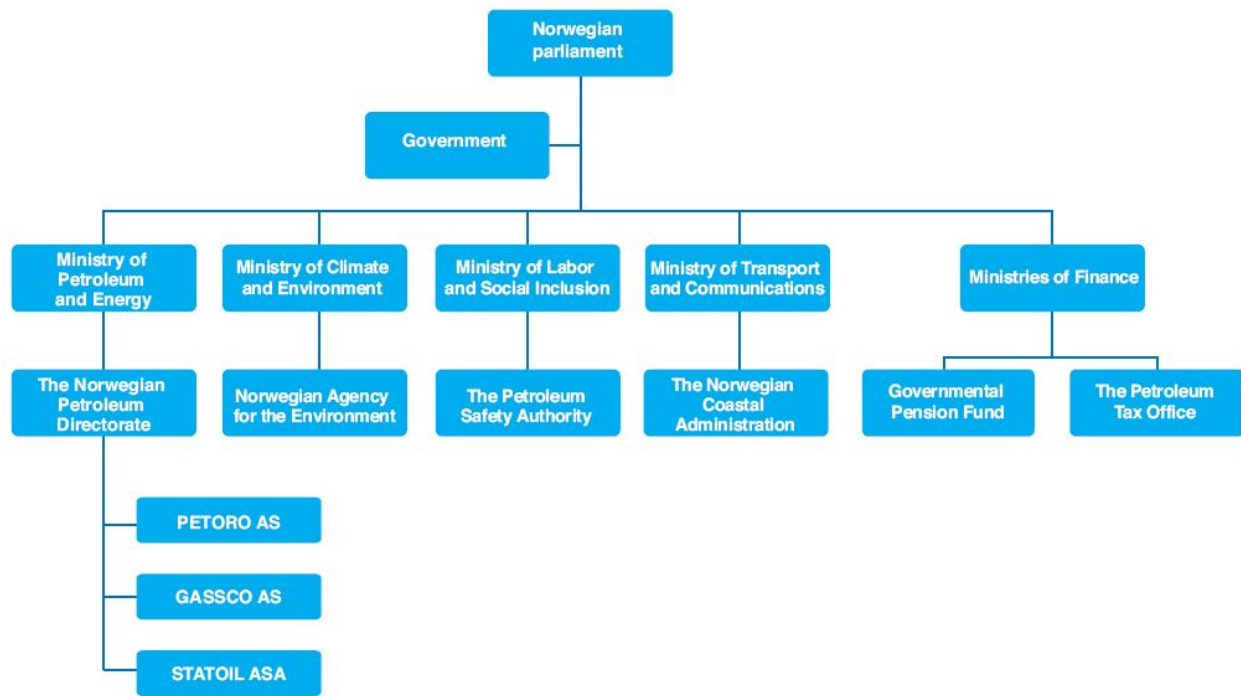 Norwegian
parliament
Government
Ministry of
Petroleum
and Energy
Ministry of Climate
and Environment
Ministry of Labor
and Social Inclusion
Ministry of Transport
and Communications
Ministries of Finance
The Norwegian
Petroleum
Directorate
Norwegian Agency
for the Environment
The Petroleum
Safety Authority
The Norwegian
Coastal
Administration
Governmental
Pension Fund
The Petroleum
Tax Office
PETORO AS
GASSCO AS
STATOIL ASA